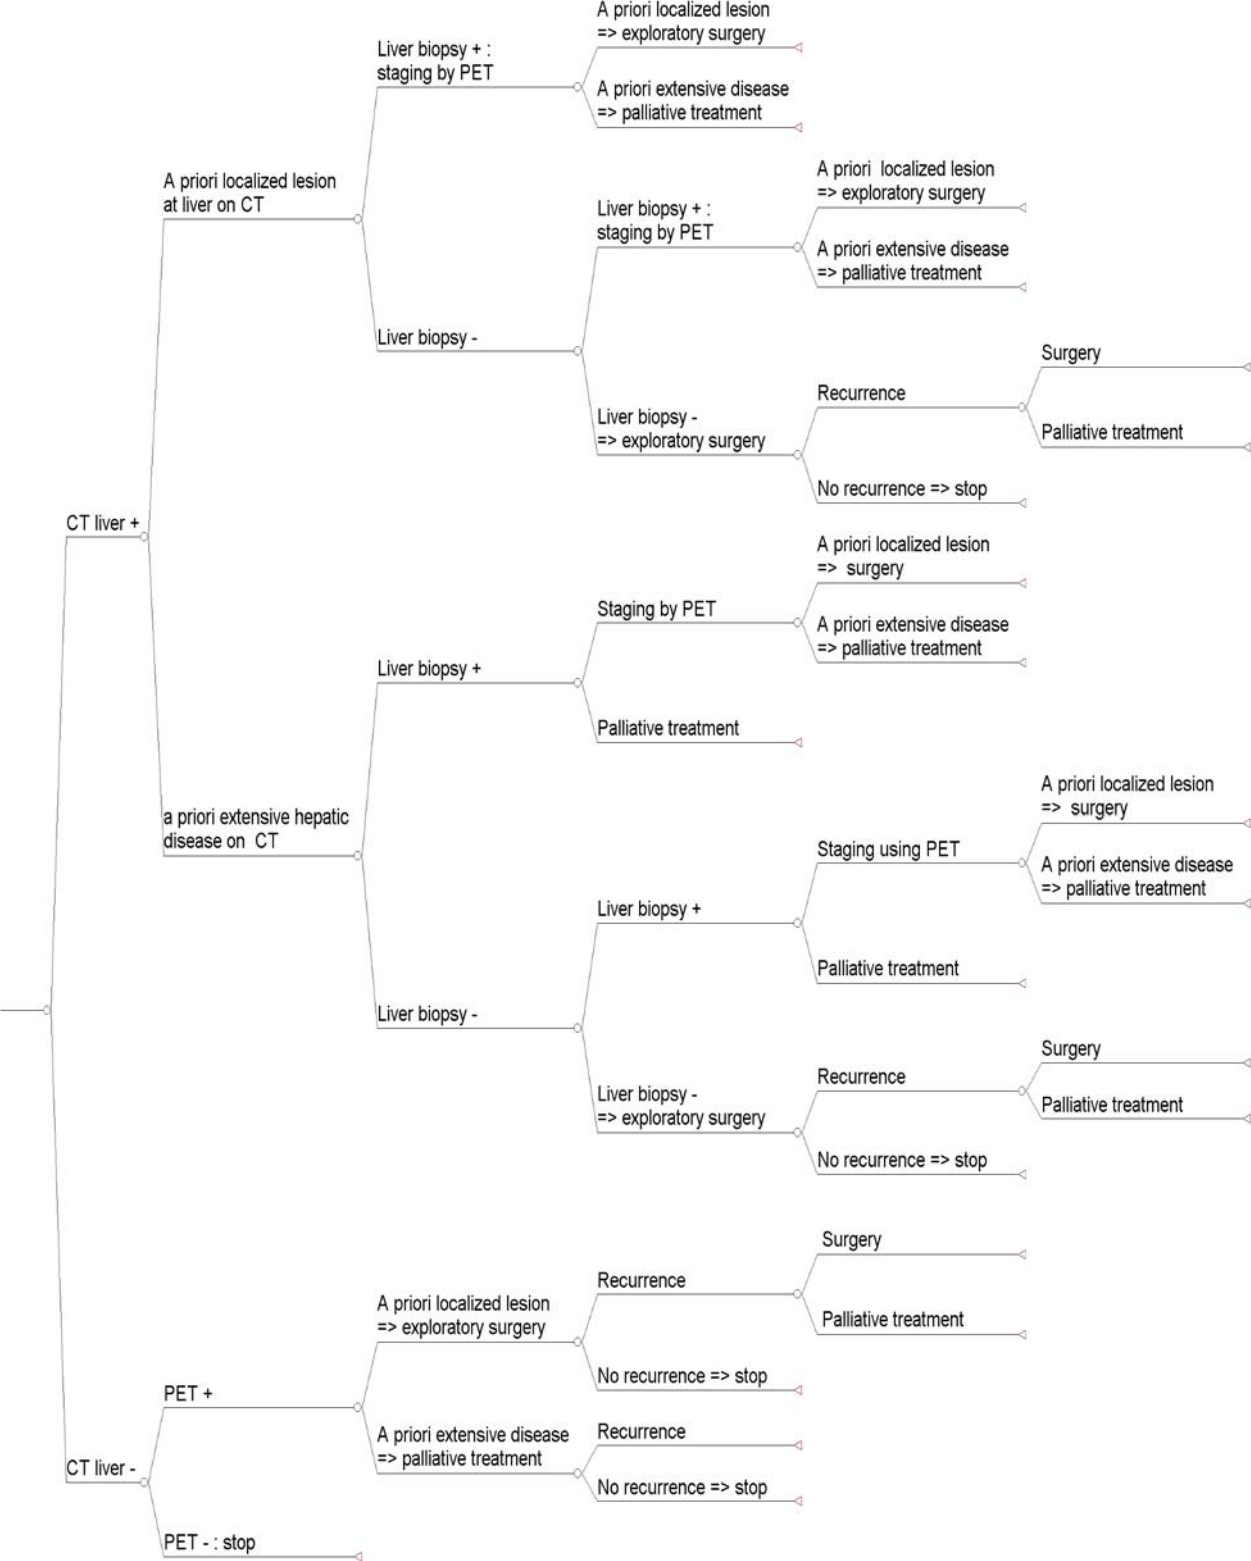 A priori localized lesion
=> exploratory surgery
Liver biopsy + :
staging by PET
A priori extensive disease
=> palliative treatment
A priori localized lesion
at liver on CT
A priori localized lesion
=> exploratory surgery
Liver biopsy + :
staging by PET
A priori extensive disease
=> palliative treatment
Liver biopsy -
Surgery
Recurrence
Palliative treatment
Liver biopsy -
=> exploratory surgery
No recurrence => stop
CT liver +
A priori localized lesion
=> surgery
Staging by PET
A priori extensive disease
=> palliative treatment
Liver biopsy +
Palliative treatment
a priori extensive hepatic
disease on CT
A priori localized lesion
=> surgery
Staging using PET
A priori extensive disease
=> palliative treatment
Liver biopsy +
Palliative treatment
Liver biopsy -
Surgery
Recurrence
Palliative treatment
Liver biopsy -
=> exploratory surgery
No recurrence => stop
Surgery
Recurrence
Palliative treatment
A priori localized lesion
=> exploratory surgery
No recurrence => stop
PET +
A priori extensive disease
=> palliative treatment
Recurrence
No recurrence => stop
CT liver -
PET - : stop